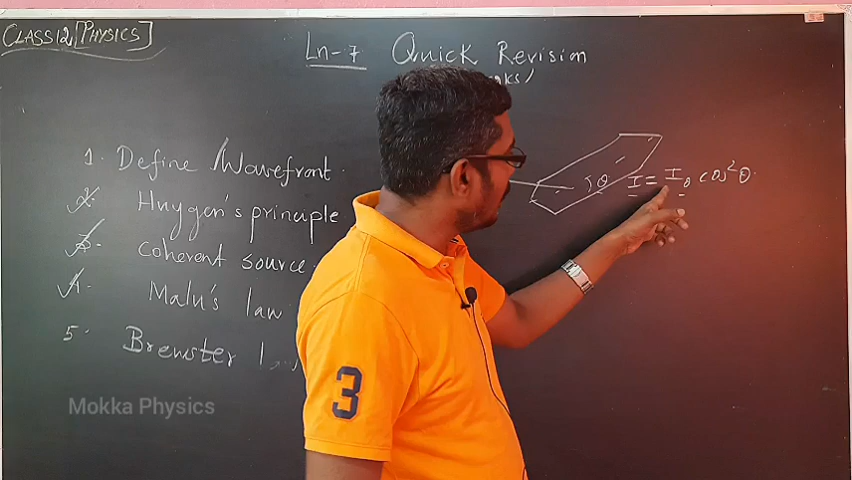 CLASS 12 [PHYSICS]
Ln-7 Quick Revision
1. Define Wavefront.
2. Huygen's principle
3. coherent source
4. Malu's law
5. Brewster
θ I = I₀ cos²θ.
3
Mokka Physics